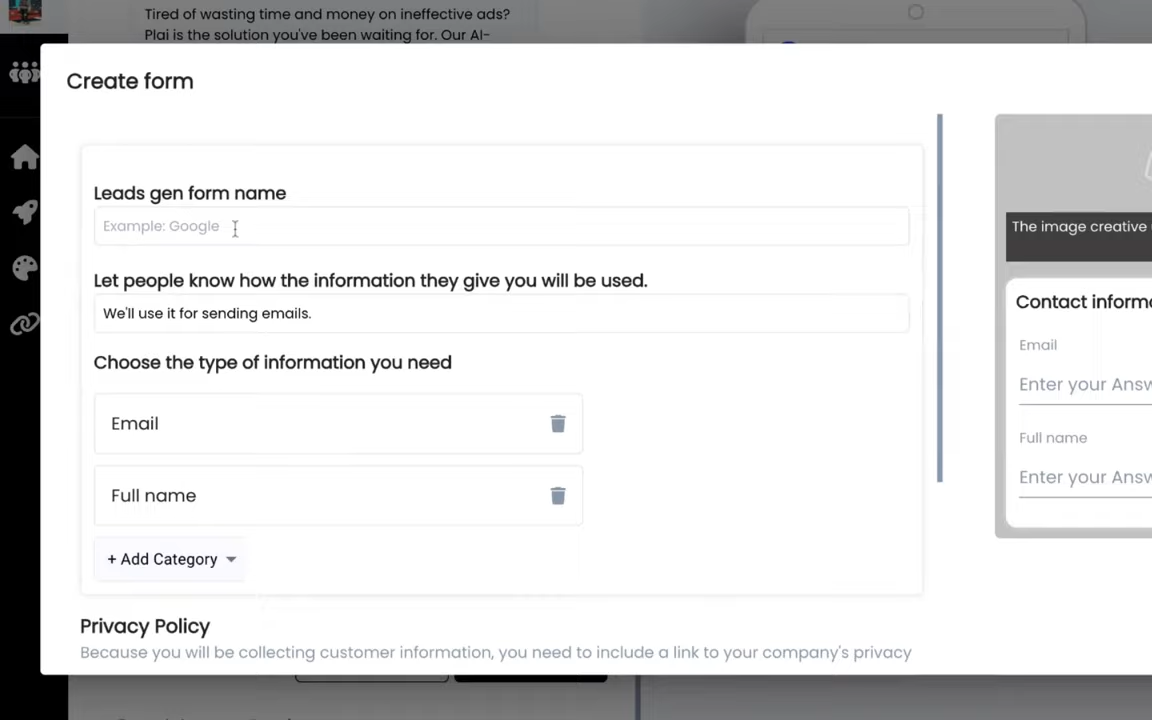 Tired of wasting time and money on ineffective ads?
Plai is the solution you've been waiting for. Our AI-
Create form
Leads gen form name
Example: Google
Let people know how the information they give you will be used.
We'll use it for sending emails.
Choose the type of information you need
Email
Full name
+ Add Category
Privacy Policy
Because you will be collecting customer information, you need to include a link to your company's privacy
The image creative
Contact inform
Email
Enter your Answ
Full name
Enter your Answ